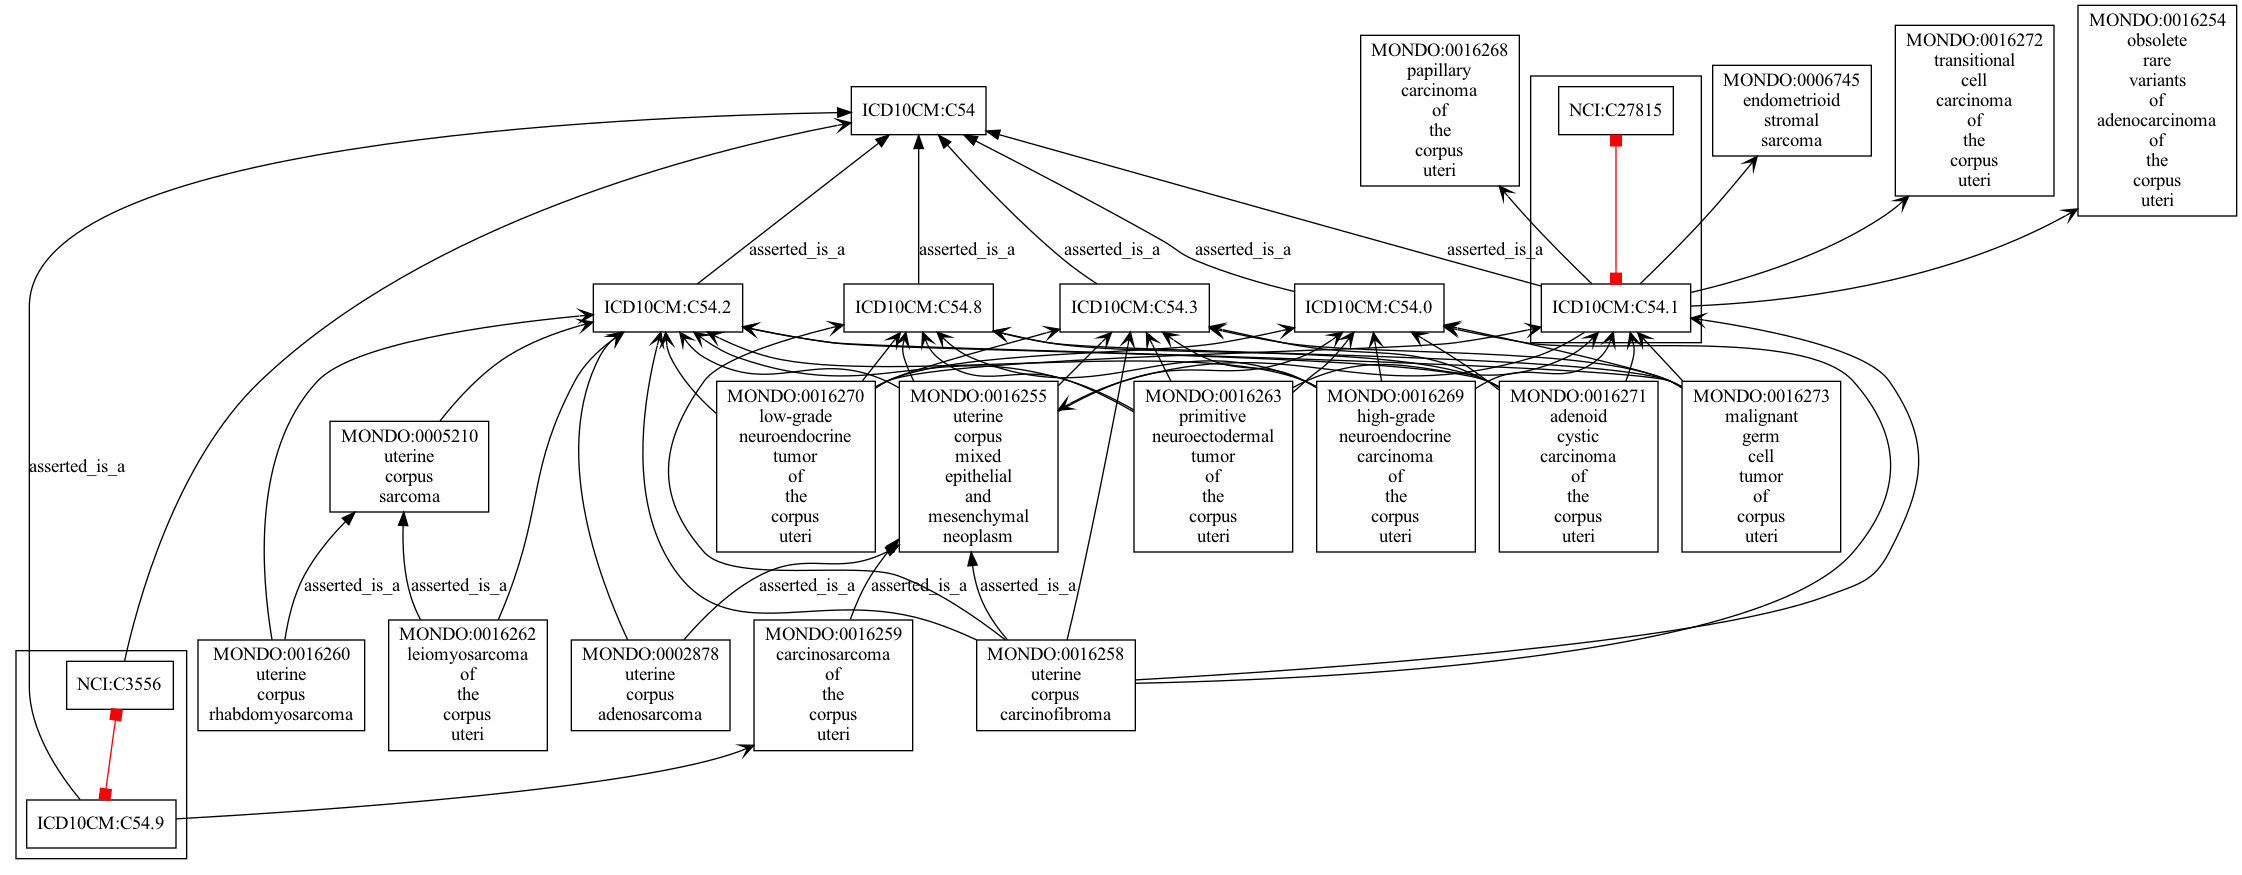 MONDO:0016254
obsolete
rare
variants
of
adenocarcinoma
of
the
corpus
uteri
MONDO:0016272
transitional
cell
carcinoma
of
the
corpus
uteri
MONDO:0016268
papillary
carcinoma
of
the
corpus
uteri
MONDO:0006745
endometrioid
stromal
sarcoma
ICD10CM:C54
NCI:C27815
asserted_is_a
asserted_is_a
asserted_is_a
asserted_is_a
asserted_is_a
ICD10CM:C54.2
ICD10CM:C54.8
ICD10CM:C54.3
ICD10CM:C54.0
ICD10CM:C54.1
MONDO:0016270
low-grade
neuroendocrine
tumor
of
the
corpus
uteri
MONDO:0016255
uterine
corpus
mixed
epithelial
and
mesenchymal
neoplasm
MONDO:0016263
primitive
neuroectodermal
tumor
of
the
corpus
uteri
MONDO:0016269
high-grade
neuroendocrine
carcinoma
of
the
corpus
uteri
MONDO:0016271
adenoid
cystic
carcinoma
of
the
corpus
uteri
MONDO:0016273
malignant
germ
cell
tumor
of
corpus
uteri
MONDO:0005210
uterine
corpus
sarcoma
asserted_is_a
asserted_is_a
asserted_is_a
asserted_is_a
asserted_is_a
asserted_is_a
NCI:C3556
MONDO:0016260
uterine
corpus
rhabdomyosarcoma
MONDO:0016262
leiomyosarcoma
of
the
corpus
uteri
MONDO:0002878
uterine
corpus
adenosarcoma
MONDO:0016259
carcinosarcoma
of
the
corpus
uteri
MONDO:0016258
uterine
corpus
carcinofibroma
ICD10CM:C54.9